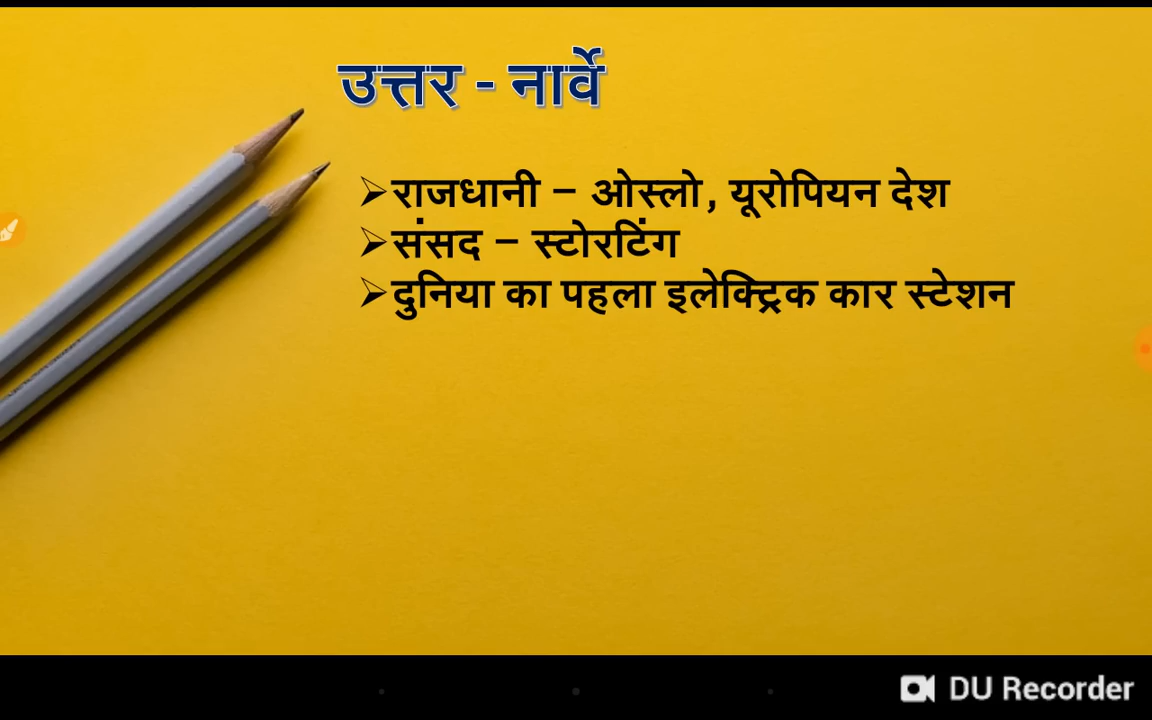 उत्तर - नार्वे
राजधानी – ओस्लो, यूरोपियन देश
संसद – स्टोरटिंग
दुनिया का पहला इलेक्ट्रिक कार स्टेशन
DU Recorder